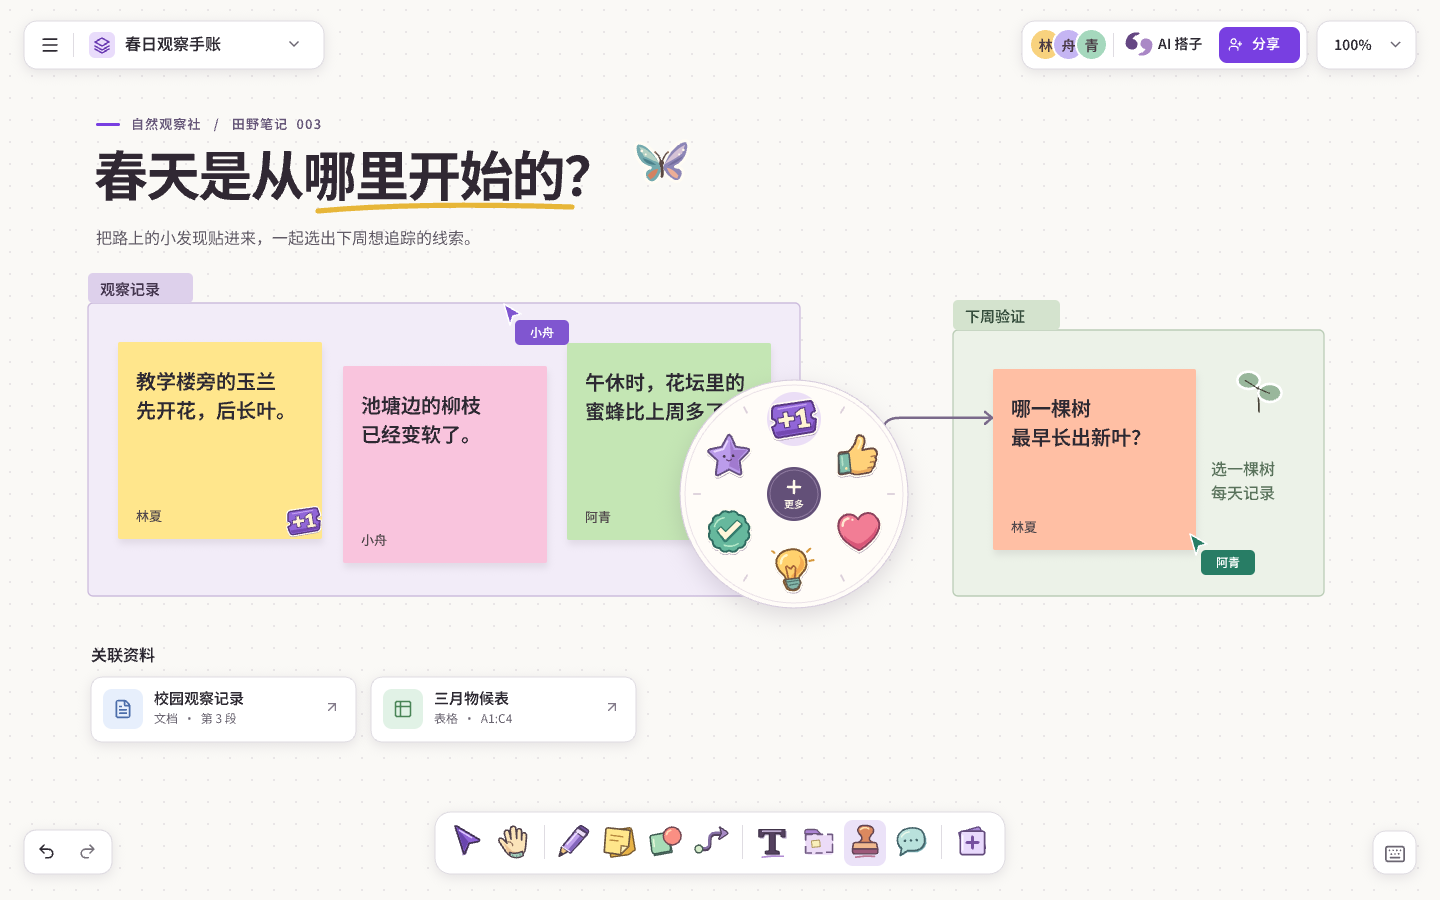 春日观察手账
林 舟 青
AI 搭子
分享
100%
自然观察社 / 田野笔记 003
春天是从哪里开始的？
把路上的小发现贴进来，一起选出下周想追踪的线索。
观察记录
小舟
教学楼旁的玉兰
先开花，后长叶。
林夏
+1
池塘边的柳枝
已经变软了。
小舟
午休时，花坛里的
蜜蜂比上周多了
阿青
+1
更多
下周验证
哪一棵树
最早长出新叶？
林夏
选一棵树
每天记录
阿青
关联资料
校园观察记录
文档 • 第 3 段
三月物候表
表格 • A1:C4
T